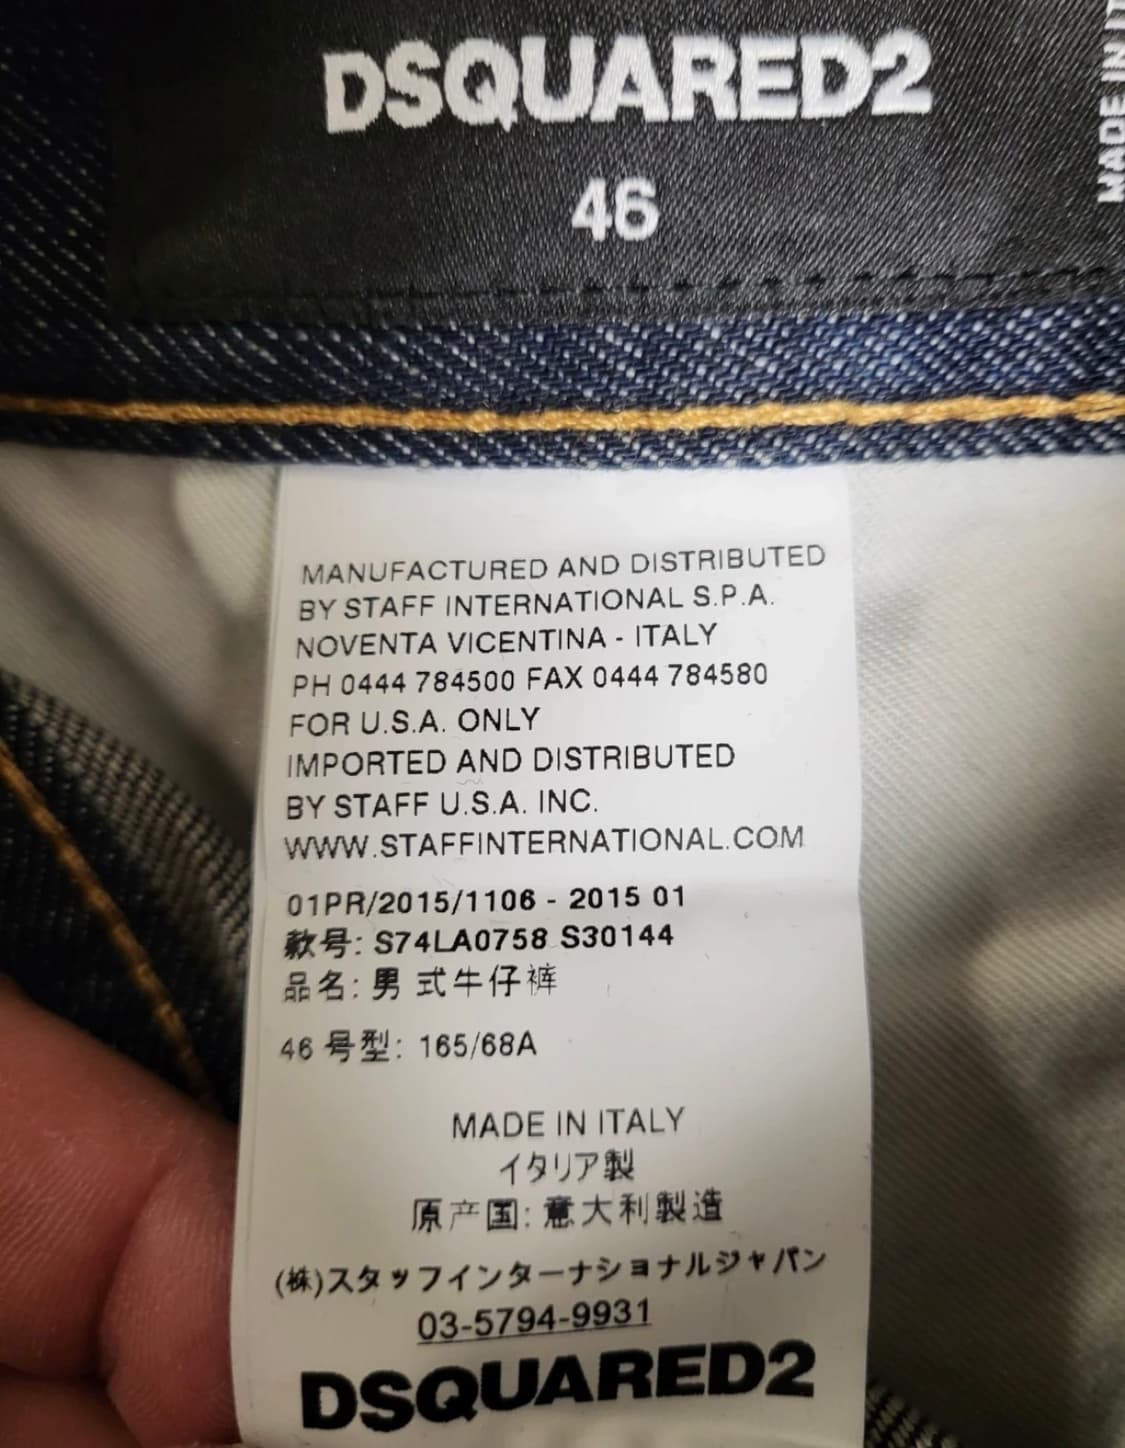 DSQUARED2
46
MADE IN IT
MANUFACTURED AND DISTRIBUTED
BY STAFF INTERNATIONAL S.P.A.
NOVENTA VICENTINA - ITALY
PH 0444 784500 FAX 0444 784580
FOR U.S.A. ONLY
IMPORTED AND DISTRIBUTED
BY STAFF U.S.A. INC.
WWW.STAFFINTERNATIONAL.COM
01PR/2015/1106 - 2015 01
款号: S74LA0758 S30144
品名: 男式牛仔裤
46 号型: 165/68A
MADE IN ITALY
イタリア製
原产国: 意大利製造
(株)スタッフインターナショナルジャパン
03-5794-9931
DSQUARED2